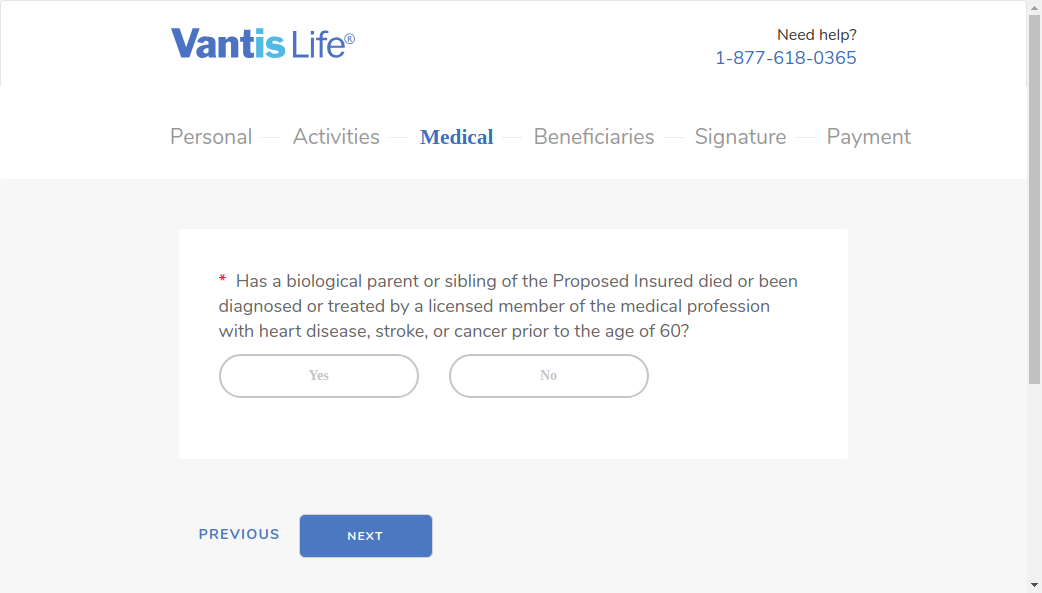 Vantis Life®
Need help?
1-877-618-0365
Personal Activities Medical Beneficiaries Signature Payment
* Has a biological parent or sibling of the Proposed Insured died or been
diagnosed or treated by a licensed member of the medical profession
with heart disease, stroke, or cancer prior to the age of 60?
Yes No
PREVIOUS NEXT